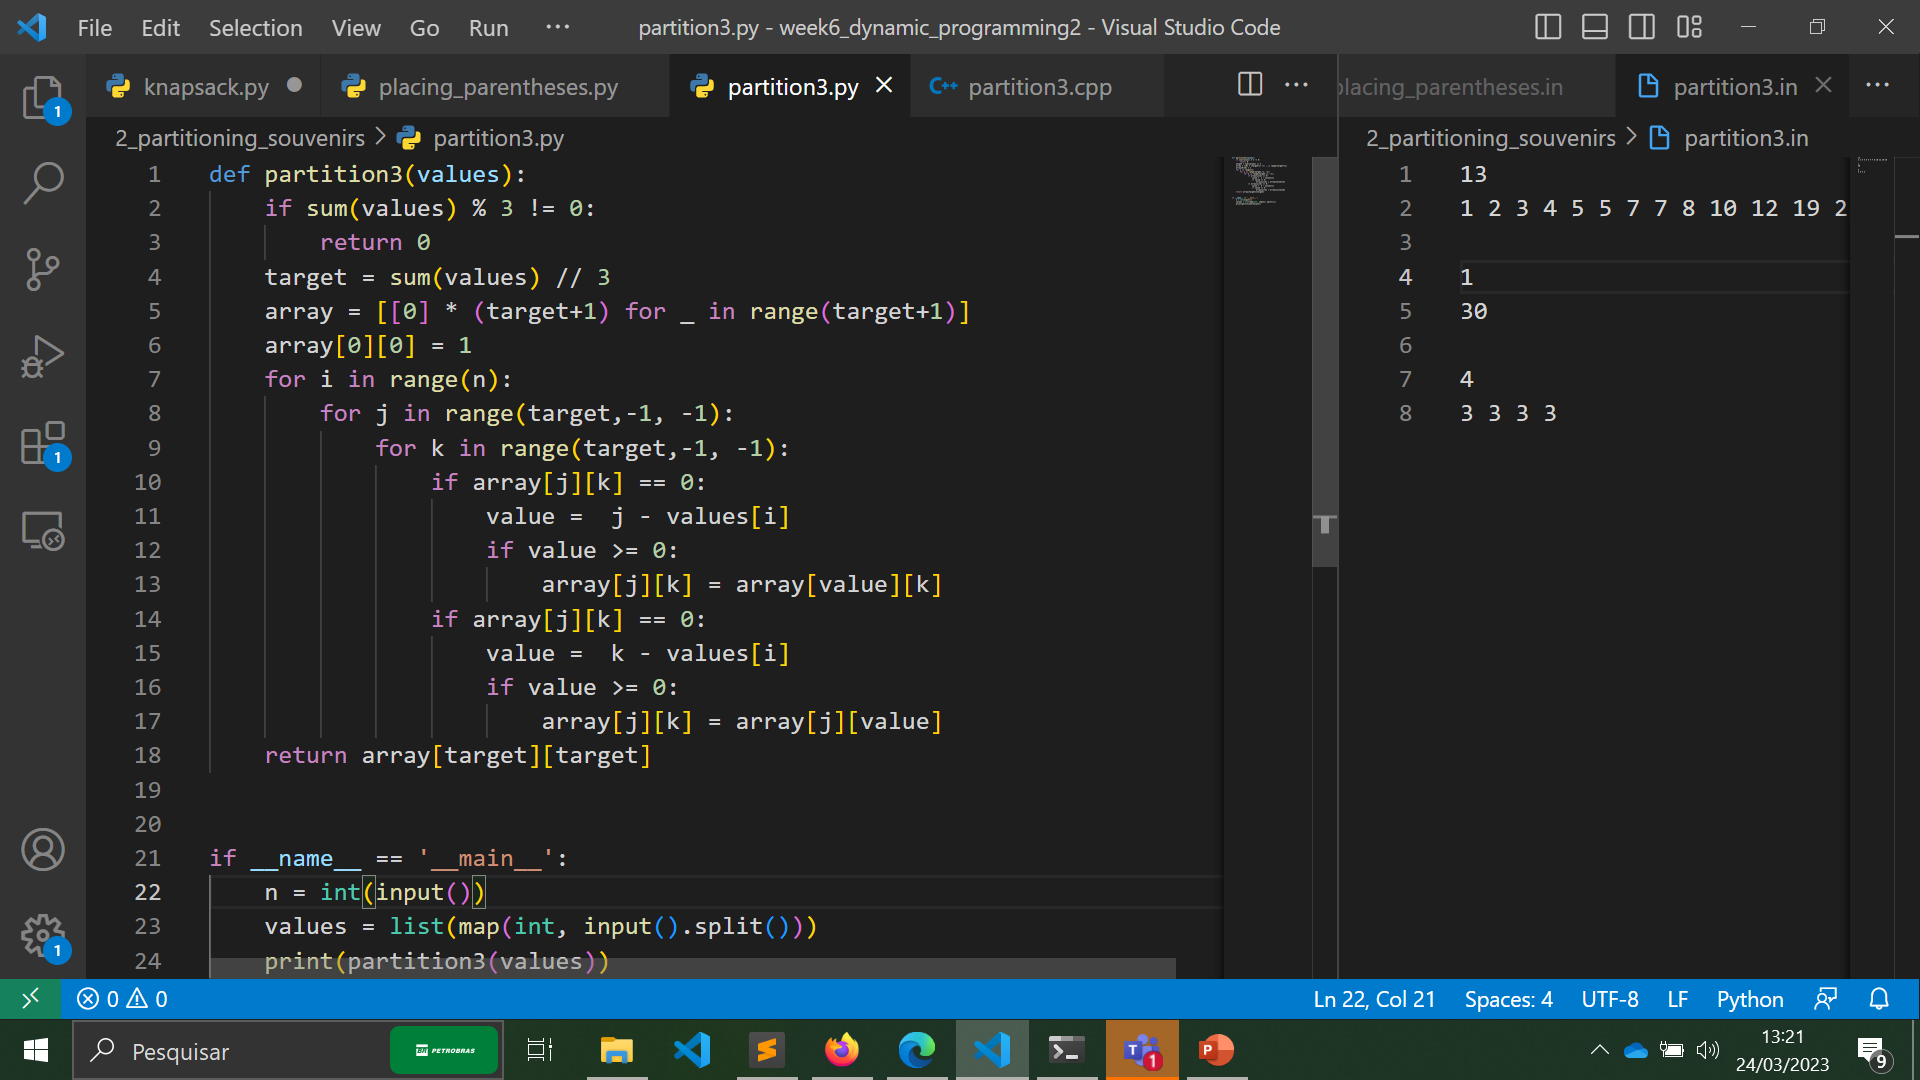 File Edit Selection View Go Run ··· partition3.py - week6_dynamic_programming2 - Visual Studio Code
knapsack.py placing_parentheses.py partition3.py partition3.cpp placing_parentheses.in partition3.in
2_partitioning_souvenirs > partition3.py
1 def partition3(values):
2 if sum(values) % 3 != 0:
3 return 0
4 target = sum(values) // 3
5 array = [[0] * (target+1) for _ in range(target+1)]
6 array[0][0] = 1
7 for i in range(n):
8 for j in range(target,-1, -1):
9 for k in range(target,-1, -1):
10 if array[j][k] == 0:
11 value =  j - values[i]
12 if value >= 0:
13 array[j][k] = array[value][k]
14 if array[j][k] == 0:
15 value =  k - values[i]
16 if value >= 0:
17 array[j][k] = array[j][value]
18 return array[target][target]
19
20
21 if __name__ == '__main__':
22 n = int(input())
23 values = list(map(int, input().split()))
24 print(partition3(values))
2_partitioning_souvenirs > partition3.in
1 13
2 1 2 3 4 5 5 7 7 8 10 12 19 2
3
4 1
5 30
6
7 4
8 3 3 3 3
1
1
1
0 0 Ln 22, Col 21 Spaces: 4 UTF-8 LF Python
Pesquisar BR PETROBRAS 1 13:21
24/03/2023 9